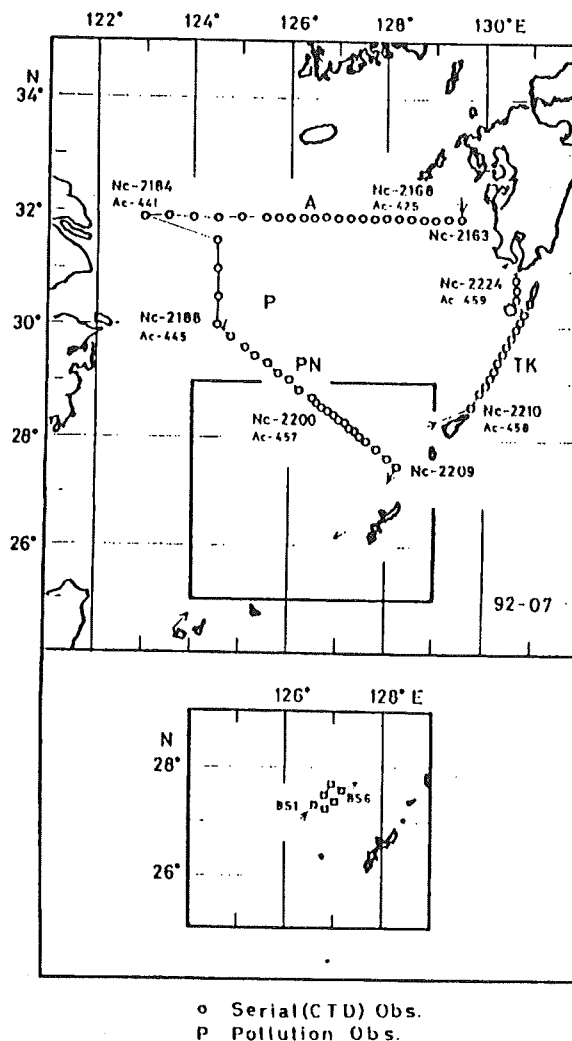 122° 124° 126° 128° 130°E
N
34°
Nc-2184
Ac-441
A
Nc-2168
Ac-425
32°
Nc-2163
Nc-2224
Ac 459
P
Nc-2188
Ac-445
30°
PN
TK
Nc-2200
Ac-457
Nc-2210
Ac-458
28°
Nc-2209
26°
92-07
126° 128°E
N
28°
B51
B56
26°
o Serial(CTD) Obs.
P Pollution Obs.